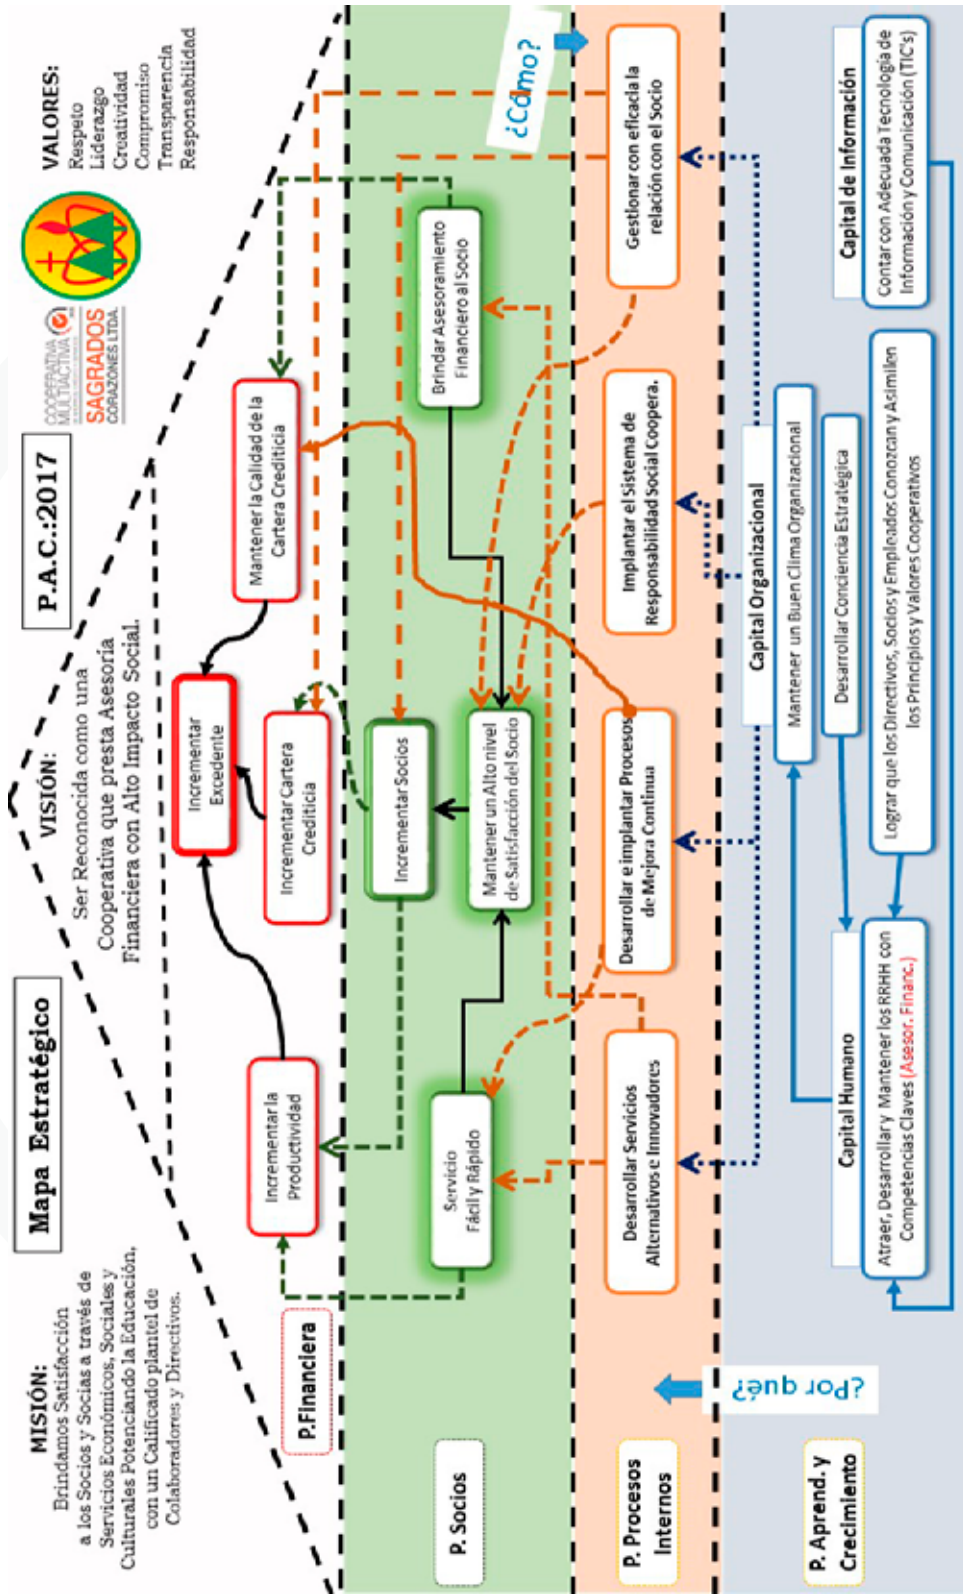 Mapa Estratégico
P.A.C.:2017
MISIÓN:
Brindamos Satisfacción
a los Socios y Socias a través de
Servicios Económicos, Sociales y
Culturales Potenciando la Educación,
con un Calificado plantel de
Colaboradores y Directivos.
VISIÓN:
Ser Reconocida como una
Cooperativa que presta Asesoría
Financiera con Alto Impacto Social.
COOPERATIVA
MULTIACTIVA
SAGRADOS
CORAZONES LTDA.
VALORES:
Respeto
Liderazgo
Creatividad
Compromiso
Transparencia
Responsabilidad
P.Financiera
Incrementar
Excedente
Incrementar la
Productividad
Incrementar Cartera
Crediticia
Mantener la Calidad de la
Cartera Crediticia
P. Socios
Incrementar Socios
Servicio
Fácil y Rápido
Mantener un Alto nivel
de Satisfacción del Socio
Brindar Asesoramiento
Financiero al Socio
¿Cómo?
P. Procesos
Internos
Desarrollar Servicios
Alternativos e Innovadores
Desarrollar e implantar Procesos
de Mejora Continua
Implantar el Sistema de
Responsabilidad Social Coopera.
Gestionar con eficacia la
relación con el Socio
¿Por qué?
P. Aprend. y
Crecimiento
Capital Humano
Atraer, Desarrollar y Mantener los RRHH con
Competencias Claves (Asesor. Financ.)
Capital Organizacional
Mantener un Buen Clima Organizacional
Desarrollar Conciencia Estratégica
Lograr que los Directivos, Socios y Empleados Conozcan y Asimilen
los Principios y Valores Cooperativos
Capital de Información
Contar con Adecuada Tecnología de
Información y Comunicación (TIC's)